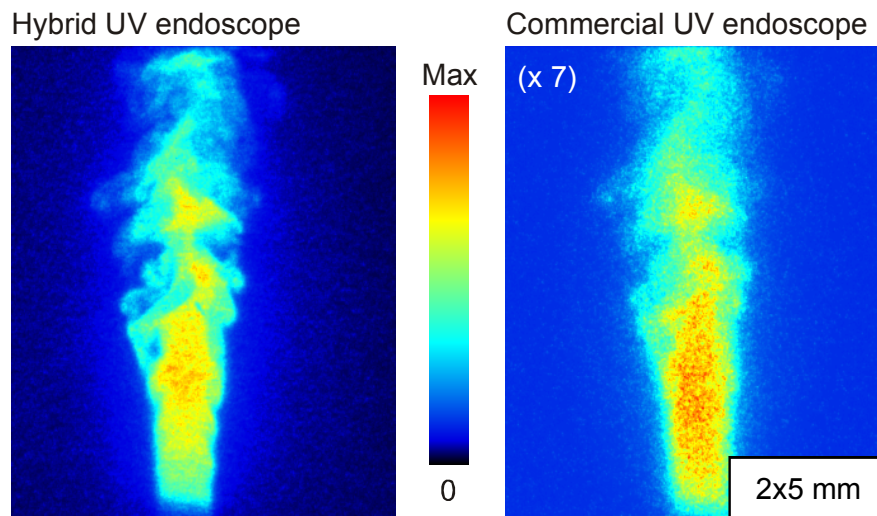 Hybrid UV endoscope
Commercial UV endoscope
Max
(x 7)
0
2x5 mm